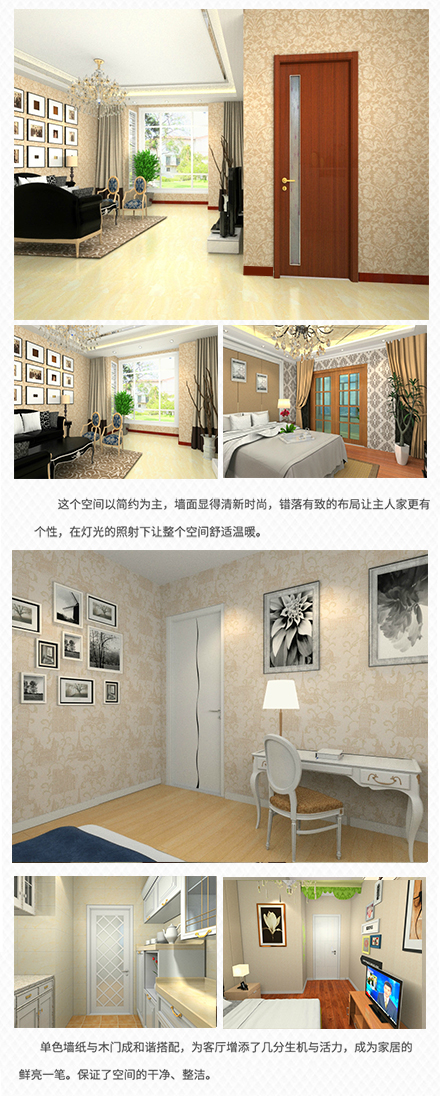 这个空间以简约为主，墙面显得清新时尚，错落有致的布局让主人家更有
个性，在灯光的照射下让整个空间舒适温暖。
单色墙纸与木门成和谐搭配，为客厅增添了几分生机与活力，成为家居的
鲜亮一笔。保证了空间的干净、整洁。